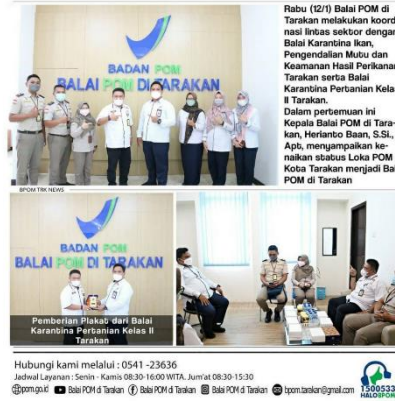 Rabu (12/1) Balai POM di
Tarakan melakukan koord
nasi lintas sektor dengan
Balai Karantina Ikan,
Pengendalian Mutu dan
Keamanan Hasil Perikanan
Tarakan serta Balai
Karantina Pertanian Kelas
II Tarakan.
Dalam pertemuan ini
Kepala Balai POM di Tara-
kan, Herianto Baan, S.Si.,
Apt, menyampaikan ke-
naikan status Loka POM
Kota Tarakan menjadi Bal
POM di Tarakan
BADAN POM
BALAI POM DI TARAKAN
BPOM TRK NEWS
BADAN POM
BALAI POM DI TARAKAN
Pemberian Plakat dari Balai
Karantina Pertanian Kelas II
Tarakan
Hubungi kami melalui : 0541 -23636
Jadwal Layanan : Senin - Kamis 08:30-16:00 WITA. Jum'at 08:30-15:30
pom.go.id Balai POM di Tarakan Balai POM di Tarakan Balai POM di Tarakan bpom.tarakan@gmail.com
1500533
HALOBPOM